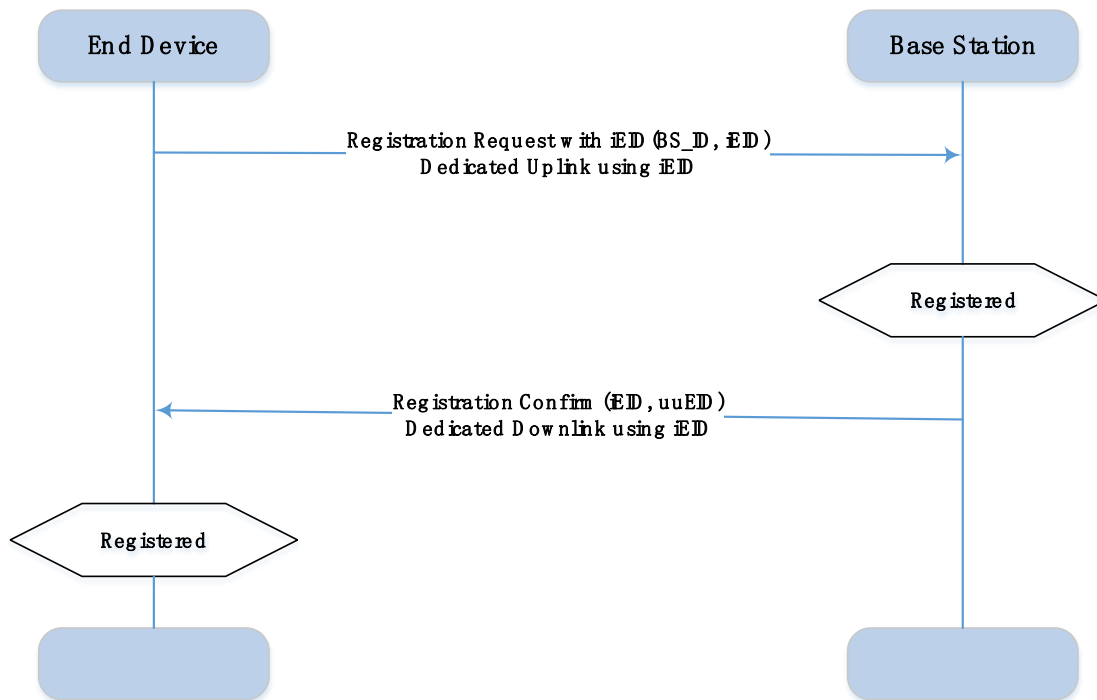 End Device
Base Station
Registration Request with iEID (BS_ID, iEID)
Dedicated Uplink using iEID
Registered
Registration Confirm (iEID, uuEID)
Dedicated Downlink using iEID
Registered